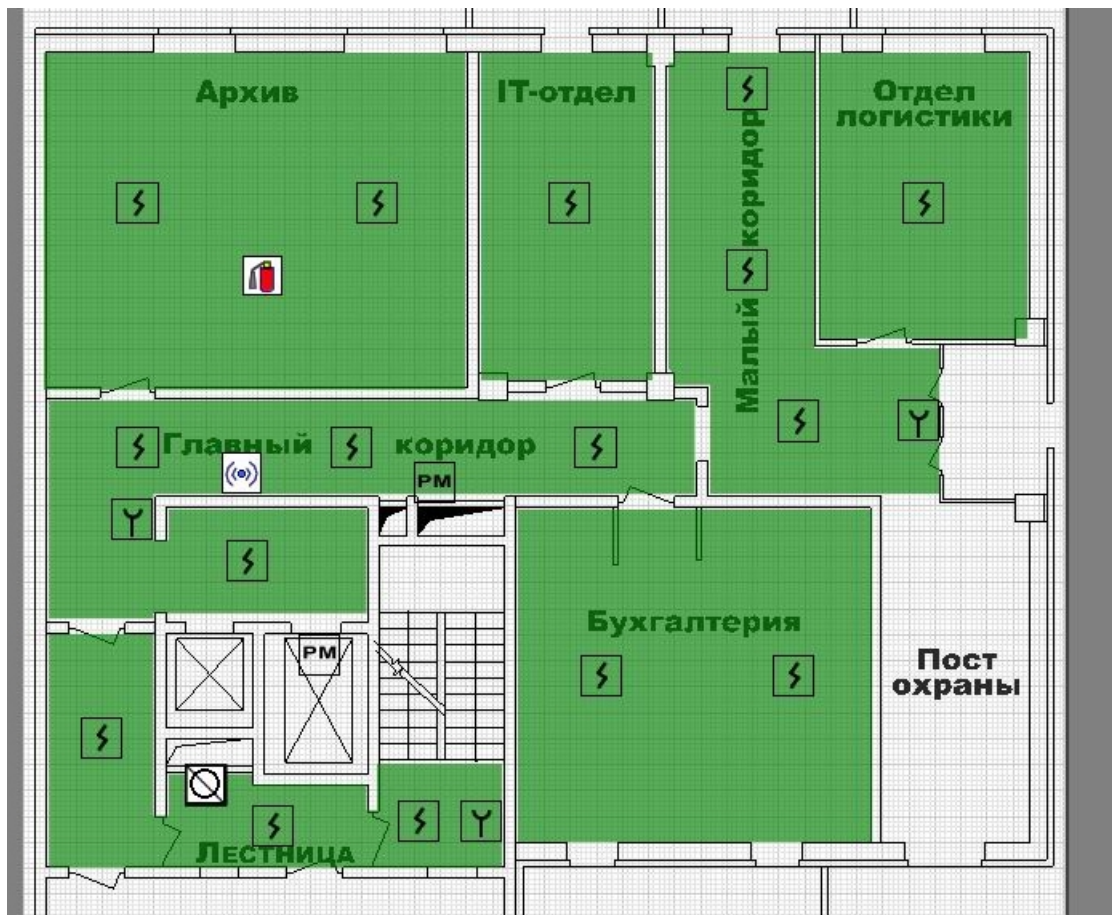 Архив
IT-отдел
Отдел
логистики
Малый коридор
Главный коридор
РМ
Бухгалтерия
РМ
Пост
охраны
Лестница